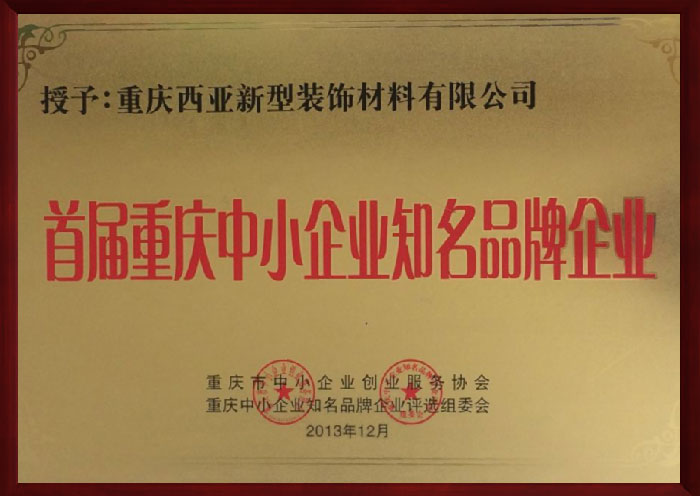 授予:重庆西亚新型装饰材料有限公司
首届重庆中小企业知名品牌企业
重庆市中小企业创业服务协会
重庆中小企业知名品牌企业评选组委会
2013年12月